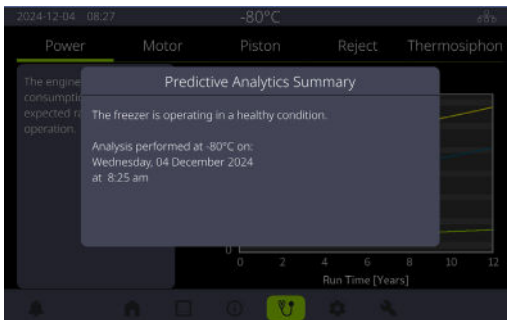 2024-12-04 08:27
-80°C
Power Motor Piston Reject Thermosiphon
Predictive Analytics Summary
The engine
consumptio
expected ra
operation.
The freezer is operating in a healthy condition.
Analysis performed at -80°C on:
Wednesday, 04 December 2024
at 8:25 am
0
0 2 4 6 8 10 12
Run Time [Years]